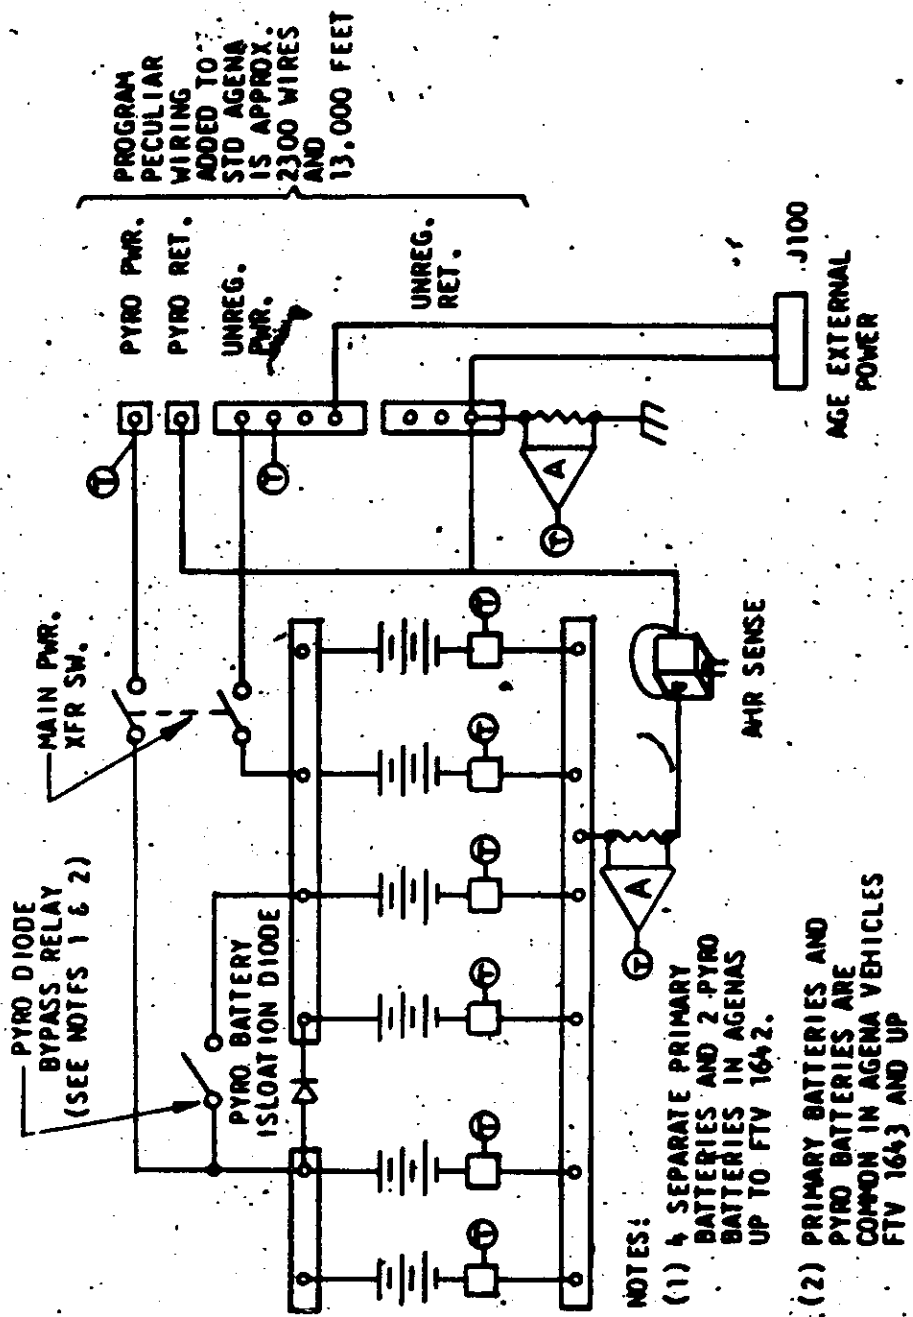 PYRO DIODE
BYPASS RELAY
(SEE NOTES 1 & 2)
MAIN PWR.
XFR SW.
PYRO PWR.
PYRO RET.
UNREG.
PWR.
UNREG.
RET.
PROGRAM
PECULIAR
WIRING
ADDED TO
STD AGENA
IS APPROX.
2300 WIRES
AND
13,000 FEET
PYRO BATTERY
ISLOATION DIODE
T
T
T
T
T
T
T
T
A
T
A
T
AHR SENSE
J100
AGE EXTERNAL
POWER
NOTES:
(1) 4 SEPARATE PRIMARY
BATTERIES AND 2 PYRO
BATTERIES IN AGENAS
UP TO FTV 1642.
(2) PRIMARY BATTERIES AND
PYRO BATTERIES ARE
COMMON IN AGENA VEHICLES
FTV 1643 AND UP